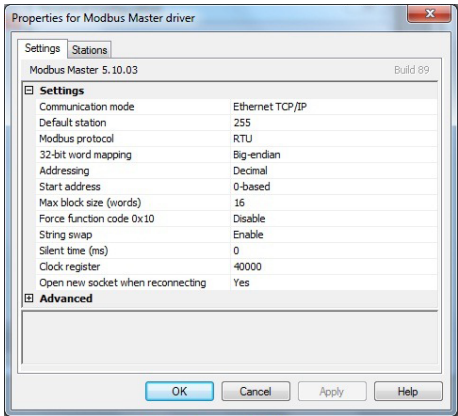 Properties for Modbus Master driver
Settings Stations
Modbus Master 5.10.03 Build 89
Settings
Communication mode Ethernet TCP/IP
Default station 255
Modbus protocol RTU
32-bit word mapping Big-endian
Addressing Decimal
Start address 0-based
Max block size (words) 16
Force function code 0x10 Disable
String swap Enable
Silent time (ms) 0
Clock register 40000
Open new socket when reconnecting Yes
Advanced
OK Cancel Apply Help